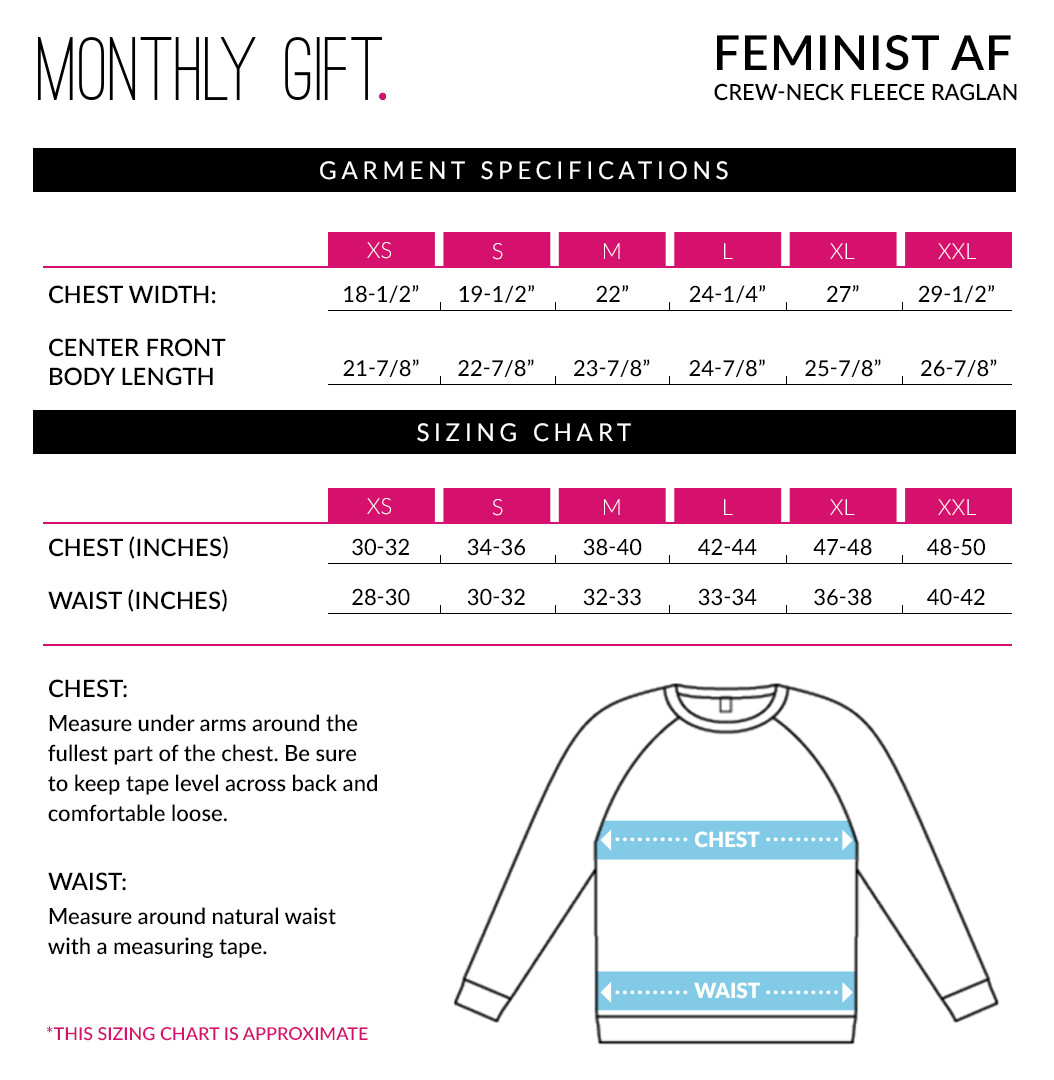 MONTHLY GIFT.
FEMINIST AF
CREW-NECK FLEECE RAGLAN
GARMENT SPECIFICATIONS
XS S M L XL XXL
CHEST WIDTH: 18-1/2” 19-1/2” 22” 24-1/4” 27” 29-1/2”
CENTER FRONT
BODY LENGTH 21-7/8” 22-7/8” 23-7/8” 24-7/8” 25-7/8” 26-7/8”
SIZING CHART
XS S M L XL XXL
CHEST (INCHES) 30-32 34-36 38-40 42-44 47-48 48-50
WAIST (INCHES) 28-30 30-32 32-33 33-34 36-38 40-42
CHEST:
Measure under arms around the
fullest part of the chest. Be sure
to keep tape level across back and
comfortable loose.
WAIST:
Measure around natural waist
with a measuring tape.
*THIS SIZING CHART IS APPROXIMATE
CHEST
WAIST